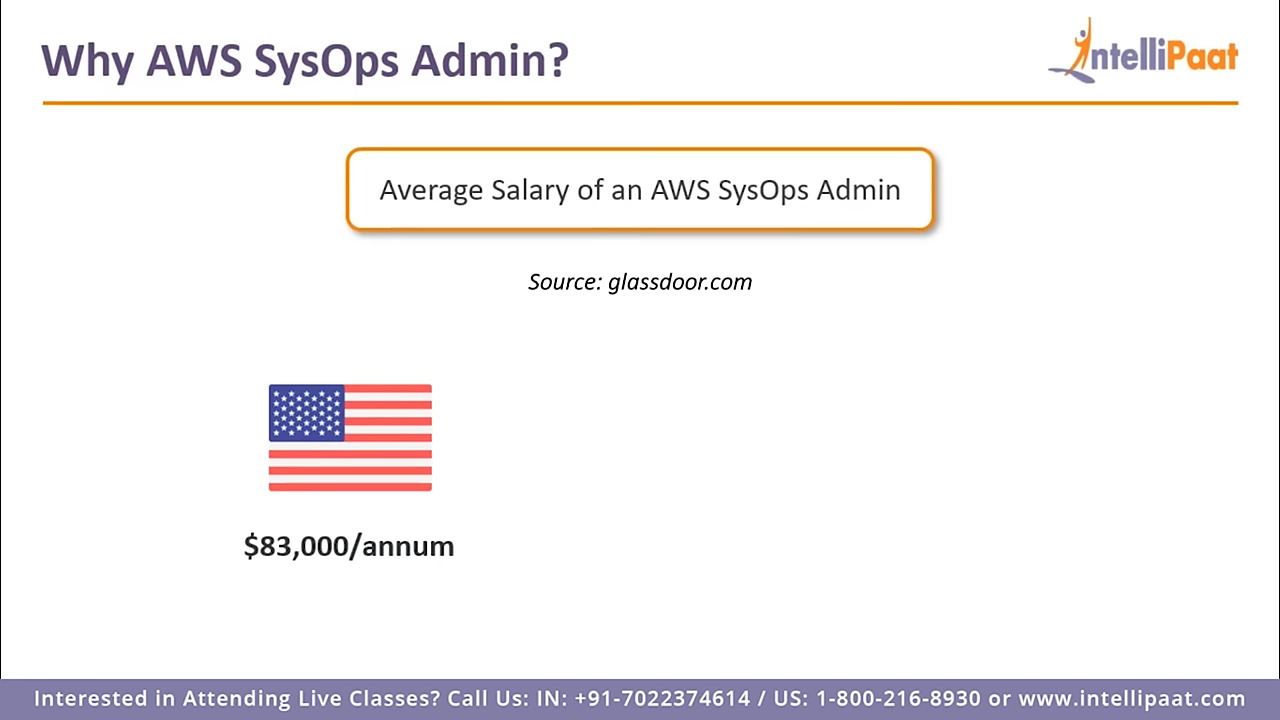 Why AWS SysOps Admin?
IntelliPaat
Average Salary of an AWS SysOps Admin
Source: glassdoor.com
$83,000/annum
Interested in Attending Live Classes? Call Us: IN: +91-7022374614 / US: 1-800-216-8930 or www.intellipaat.com